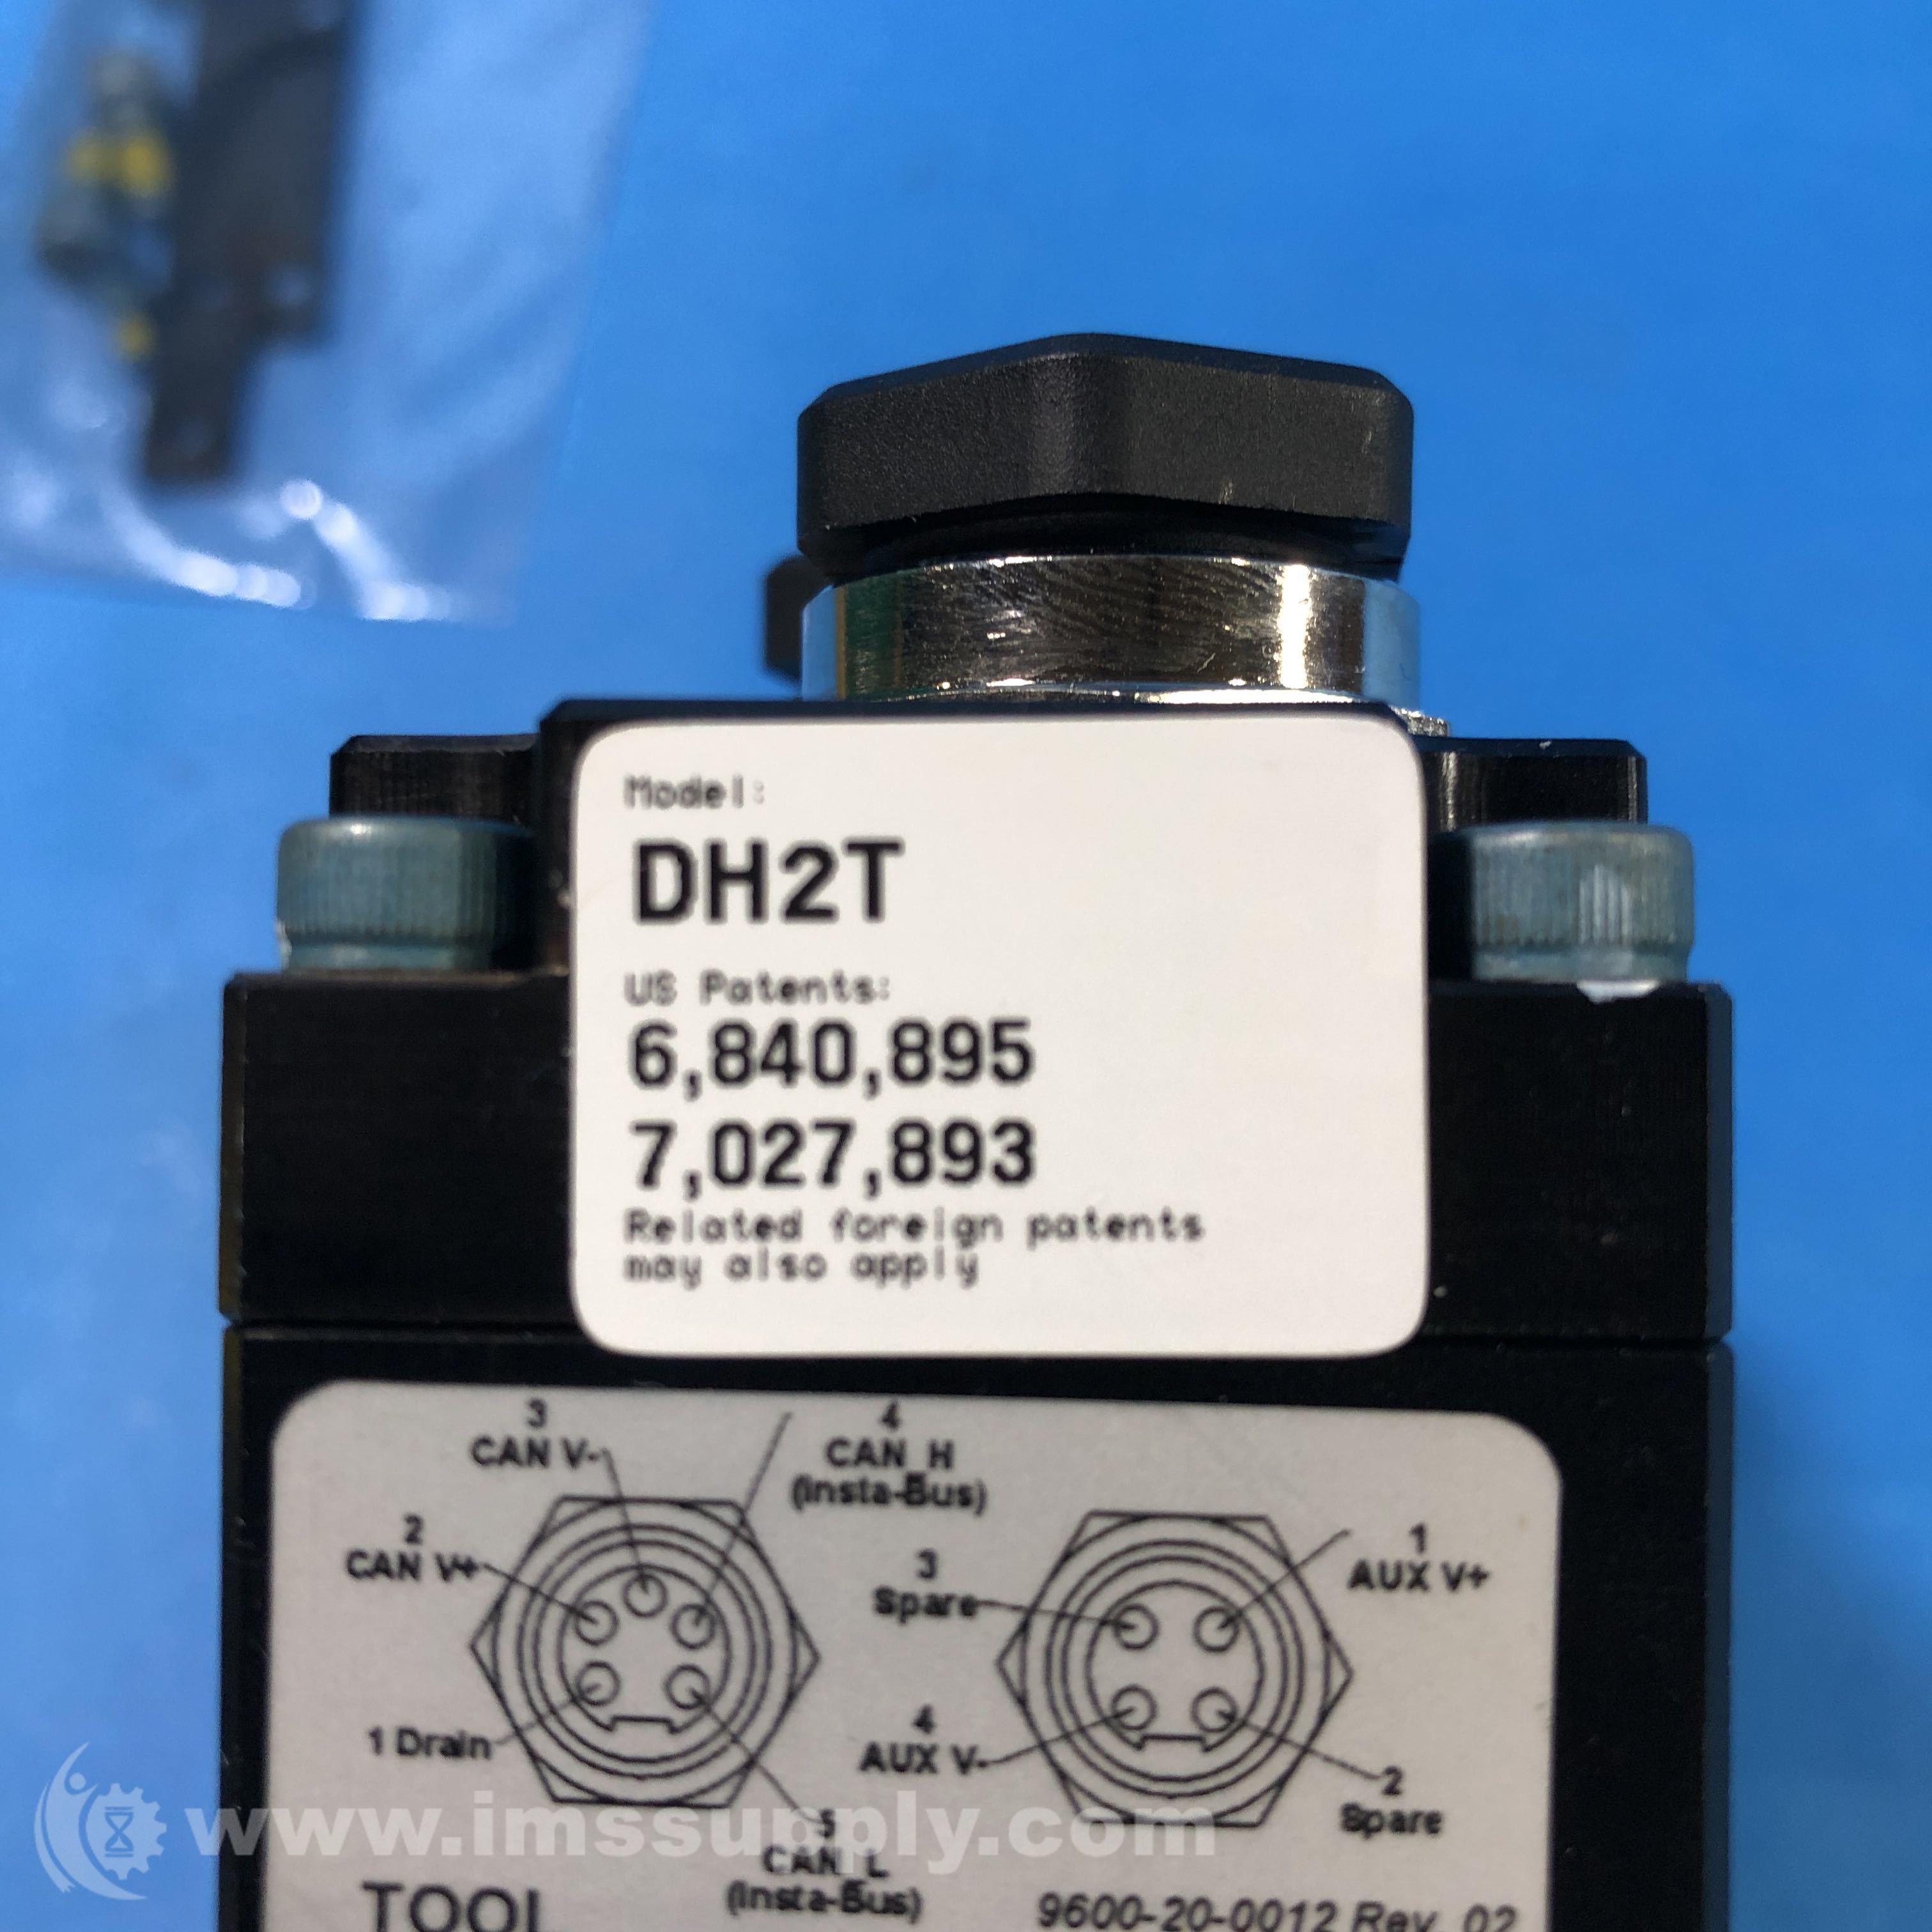 Model:
DH2T
US Patents:
6,840,895
7,027,893
Related foreign patents
may also apply
3
CAN V-
4
CAN_H
(Insta-Bus)
2
CAN V+
1 Drain
5
CAN_L
(Insta-Bus)
3
Spare
1
AUX V+
4
AUX V-
2
Spare
TOOL
9600-20-0012 Rev. 02
www.imssupply.com